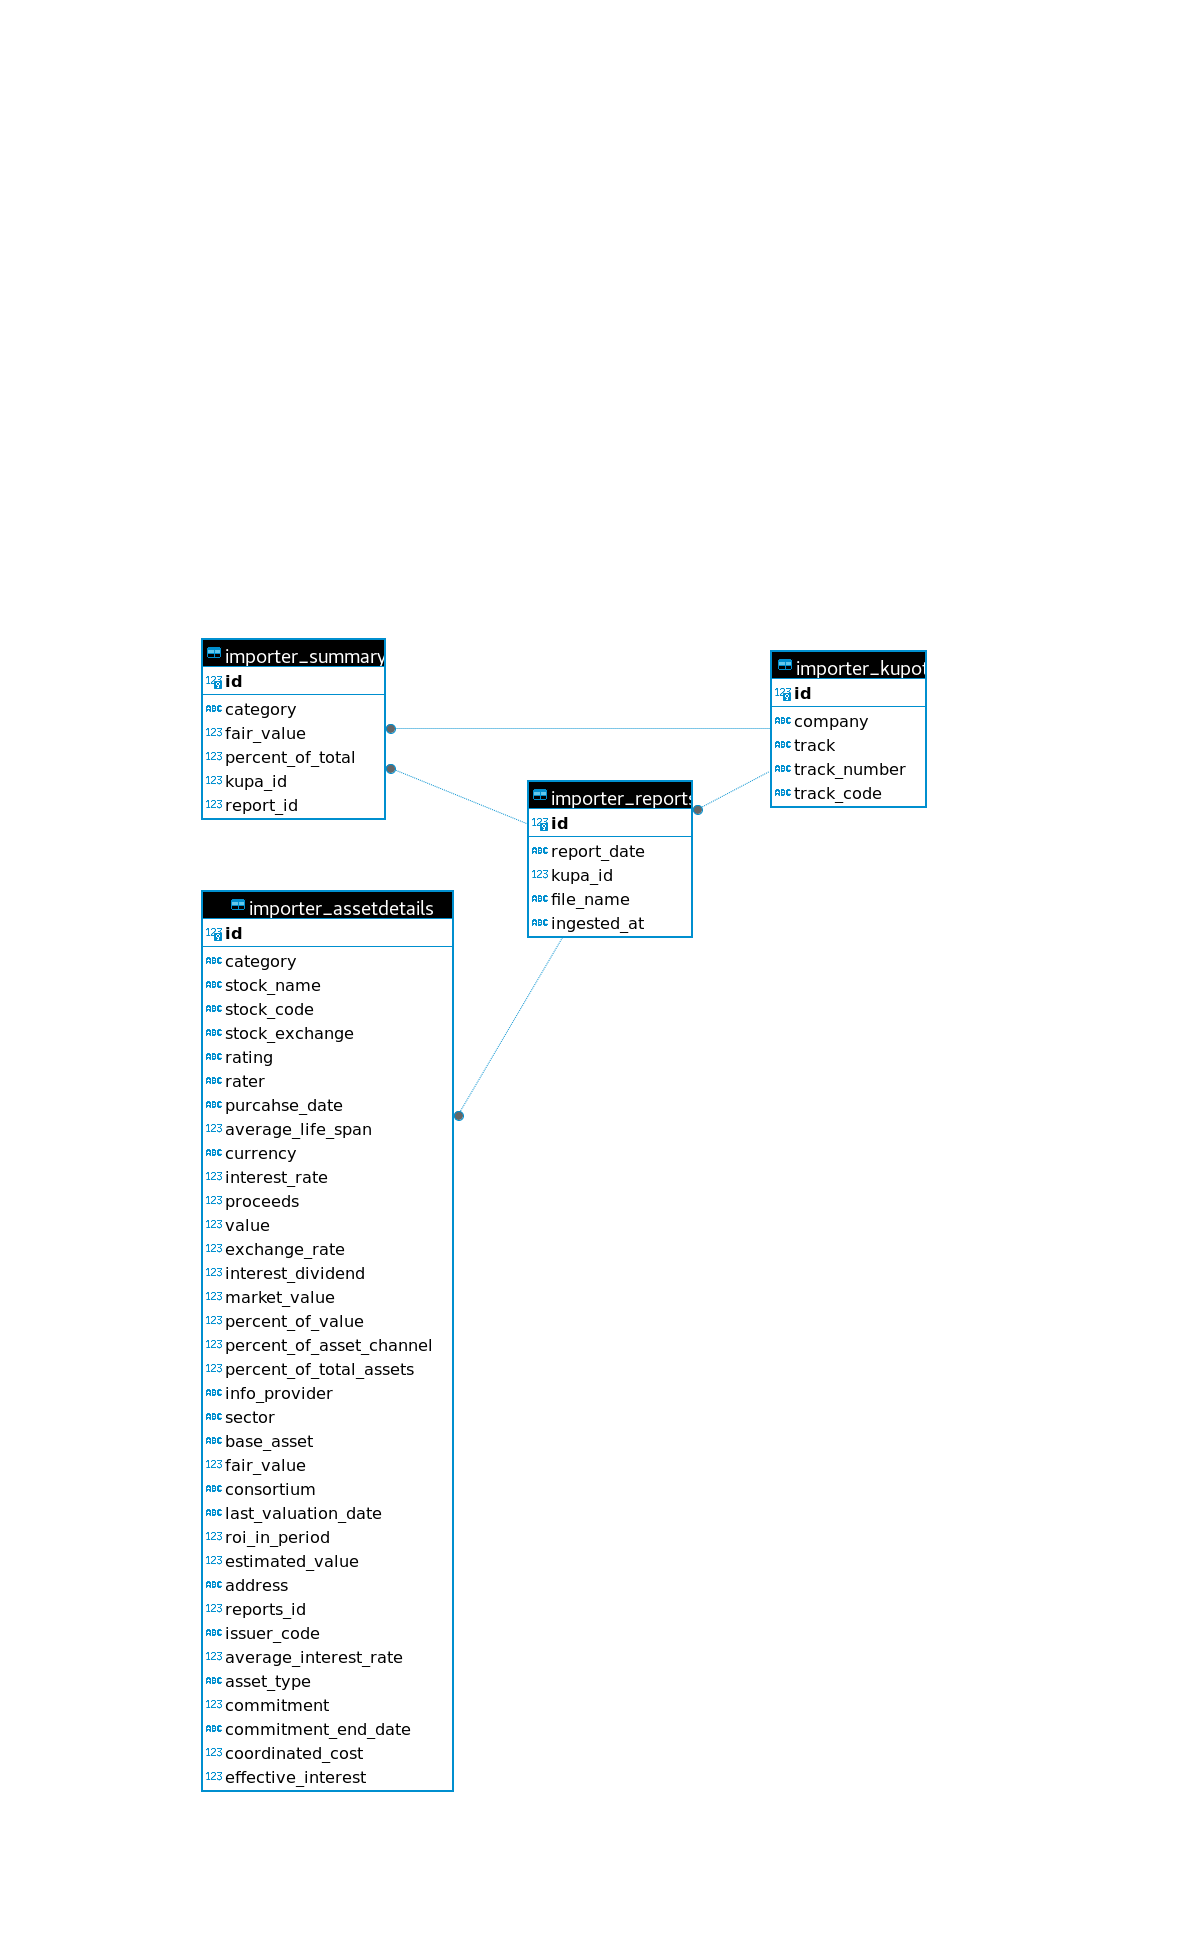 importer_summary
123 id
ABC category
123 fair_value
123 percent_of_total
123 kupa_id
123 report_id
importer_kupot
123 id
ABC company
ABC track
ABC track_number
ABC track_code
importer_reports
123 id
ABC report_date
123 kupa_id
ABC file_name
ABC ingested_at
importer_assetdetails
123 id
ABC category
ABC stock_name
ABC stock_code
ABC stock_exchange
ABC rating
ABC rater
ABC purcahse_date
123 average_life_span
ABC currency
123 interest_rate
123 proceeds
123 value
123 exchange_rate
123 interest_dividend
123 market_value
123 percent_of_value
123 percent_of_asset_channel
123 percent_of_total_assets
ABC info_provider
ABC sector
ABC base_asset
123 fair_value
ABC consortium
ABC last_valuation_date
123 roi_in_period
123 estimated_value
ABC address
123 reports_id
ABC issuer_code
123 average_interest_rate
ABC asset_type
123 commitment
ABC commitment_end_date
123 coordinated_cost
123 effective_interest